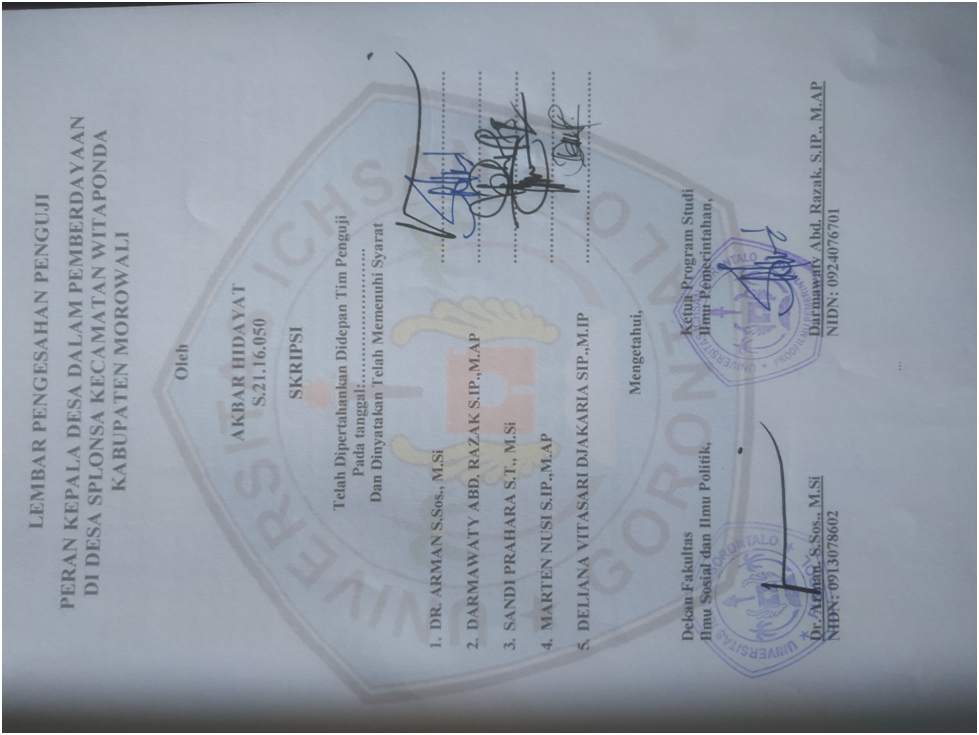 LEMBAR PENGESAHAN PENGUJI
PERAN KEPALA DESA DALAM PEMBERDAYAAN
DI DESA SPLONSA KECAMATAN WITAPONDA
KABUPATEN MOROWALI
Oleh
AKBAR HIDAYAT
S.21.16.050
SKRIPSI
Telah Dipertahankan Didepan Tim Penguji
Pada tanggal:........................
Dan Dinyatakan Telah Memenuhi Syarat
1. DR. ARMAN S.Sos., M.Si
2. DARMAWATY ABD. RAZAK S.IP.,M.AP
3. SANDI PRAHARA S.T., M.Si
4. MARTEN NUSI S.IP.,M.AP
5. DELIANA VITASARI DJAKARIA SIP.,M.IP
Mengetahui,
Dekan Fakultas
Ilmu Sosial dan Ilmu Politik,
Dr. Arman. S.Sos., M.Si
NIDN: 0913078602
Ketua Program Studi
Ilmu Pemerintahan,
Darmawaty Abd. Razak. S.IP., M.AP
NIDN: 0924076701
UNIVERSITAS ICHSAN
GORONTALO